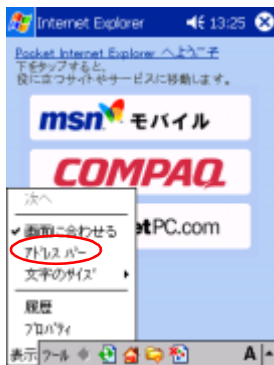 Internet Explorer 13:25
Pocket Internet Explorer へようこそ
下をタップすると、
役に立つサイトやサービスに移動します。
msn モバイル
COMPAQ
etPC.com
次へ
画面に合わせる
アドレス バー
文字のサイズ
履歴
プロパティ
表示 ツール A